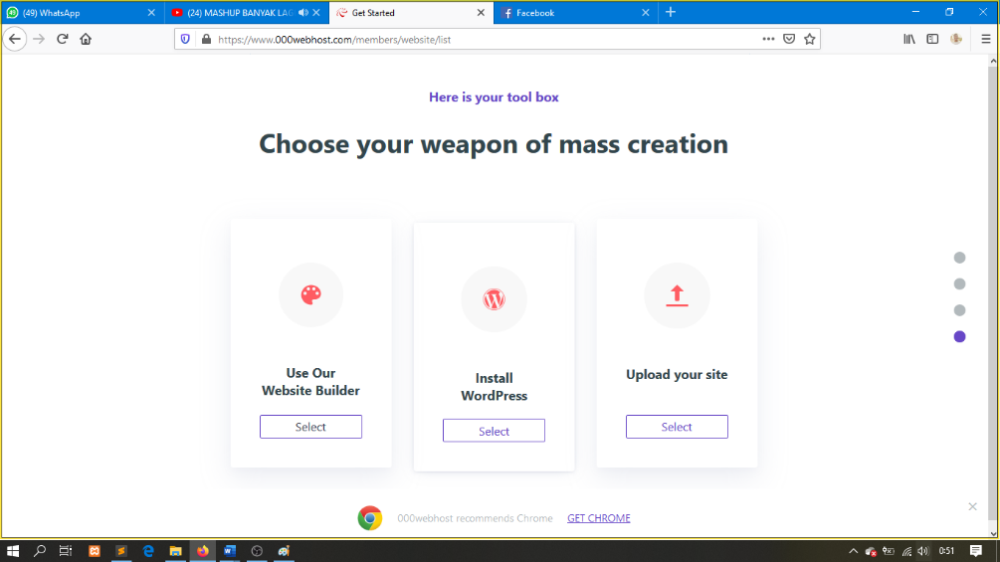 (49) WhatsApp
(24) MASHUP BANYAK LAG
Get Started
Facebook
https://www.000webhost.com/members/website/list
Here is your tool box
Choose your weapon of mass creation
Use Our
Website Builder
Select
Install
WordPress
Select
Upload your site
Select
000webhost recommends Chrome GET CHROME
0:51